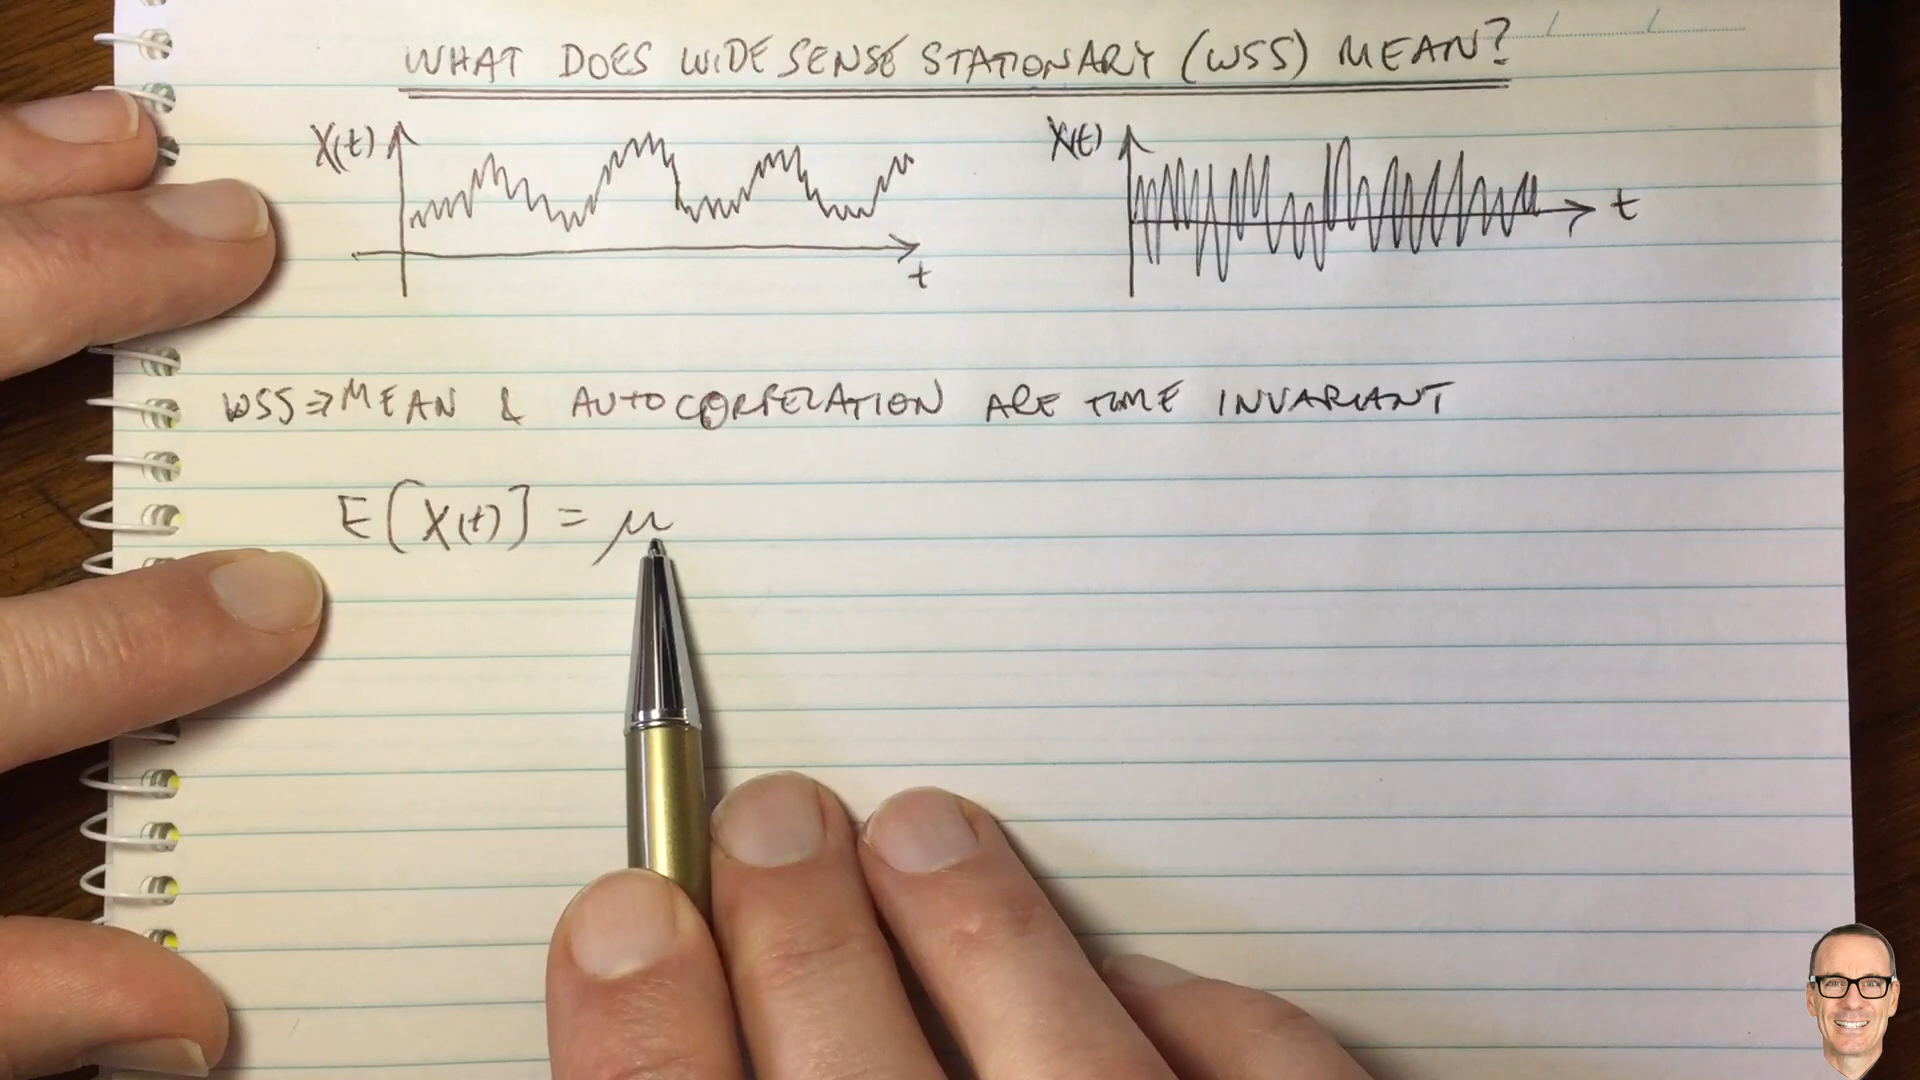 WHAT DOES WIDE SENSE STATIONARY (WSS) MEAN?
X(t)
t
X(t)
t
WSS ⇒ MEAN & AUTOCORRELATION ARE TIME INVARIANT
E[X(t)] = μ